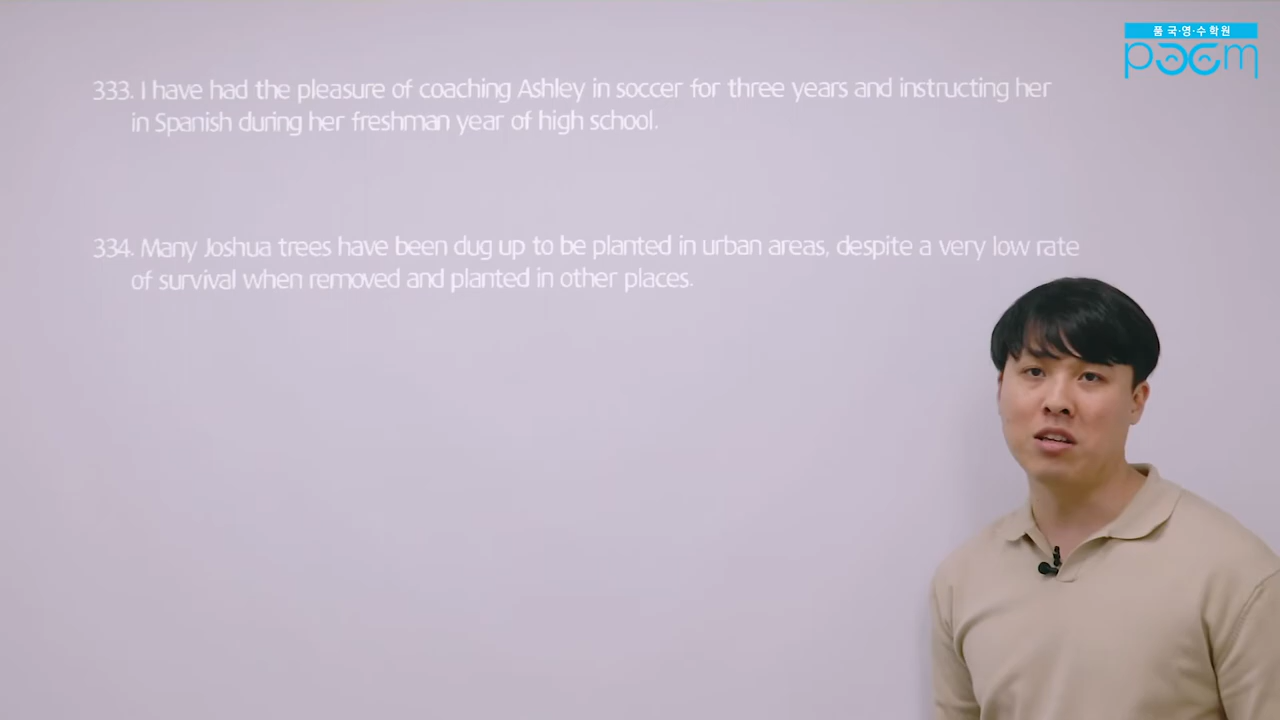 품 국·영·수 학원
poem
333. I have had the pleasure of coaching Ashley in soccer for three years and instructing her
in Spanish during her freshman year of high school.
334. Many Joshua trees have been dug up to be planted in urban areas, despite a very low rate
of survival when removed and planted in other places.